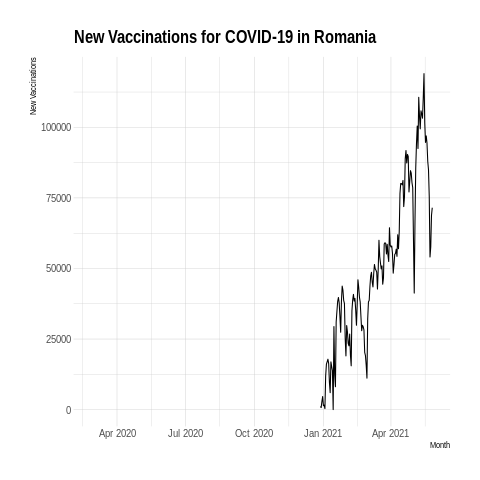 New Vaccinations for COVID-19 in Romania
New Vaccinations
100000
75000
50000
25000
0
Apr 2020 Jul 2020 Oct 2020 Jan 2021 Apr 2021
Month